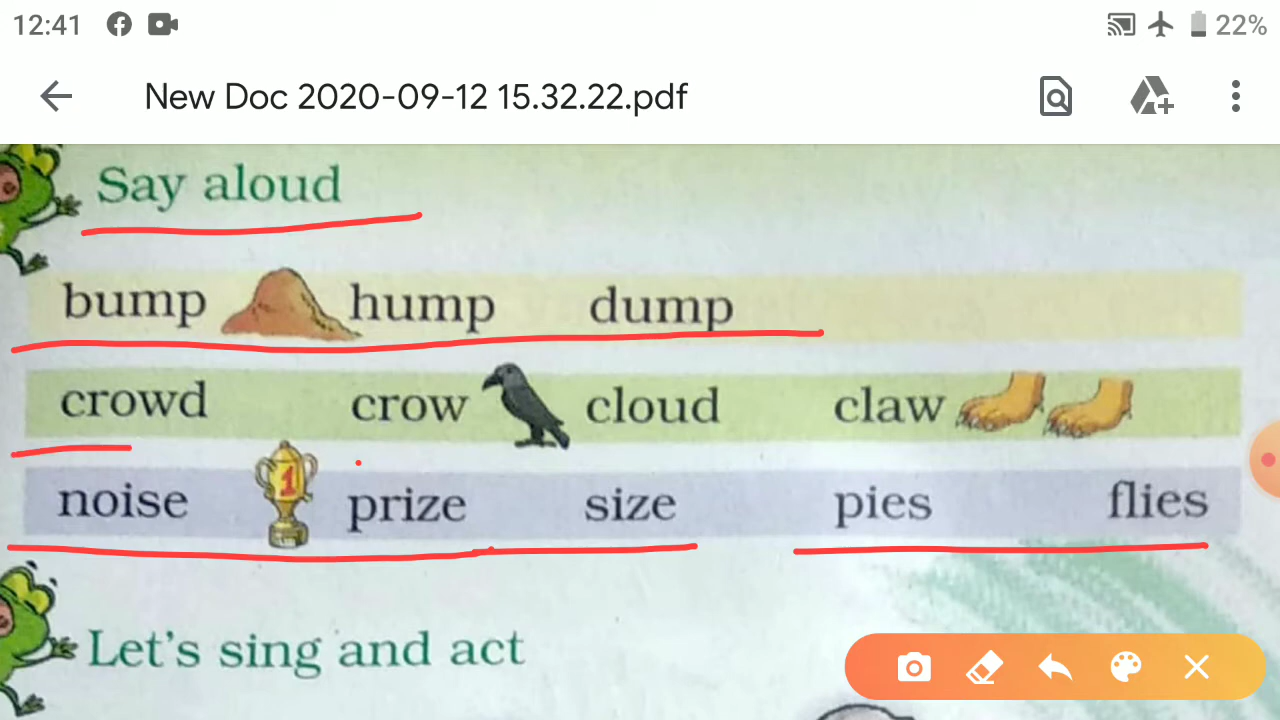 12:41 22%
New Doc 2020-09-12 15.32.22.pdf
Say aloud
bump hump dump
crowd crow cloud claw
1
noise prize size pies flies
Let's sing and act